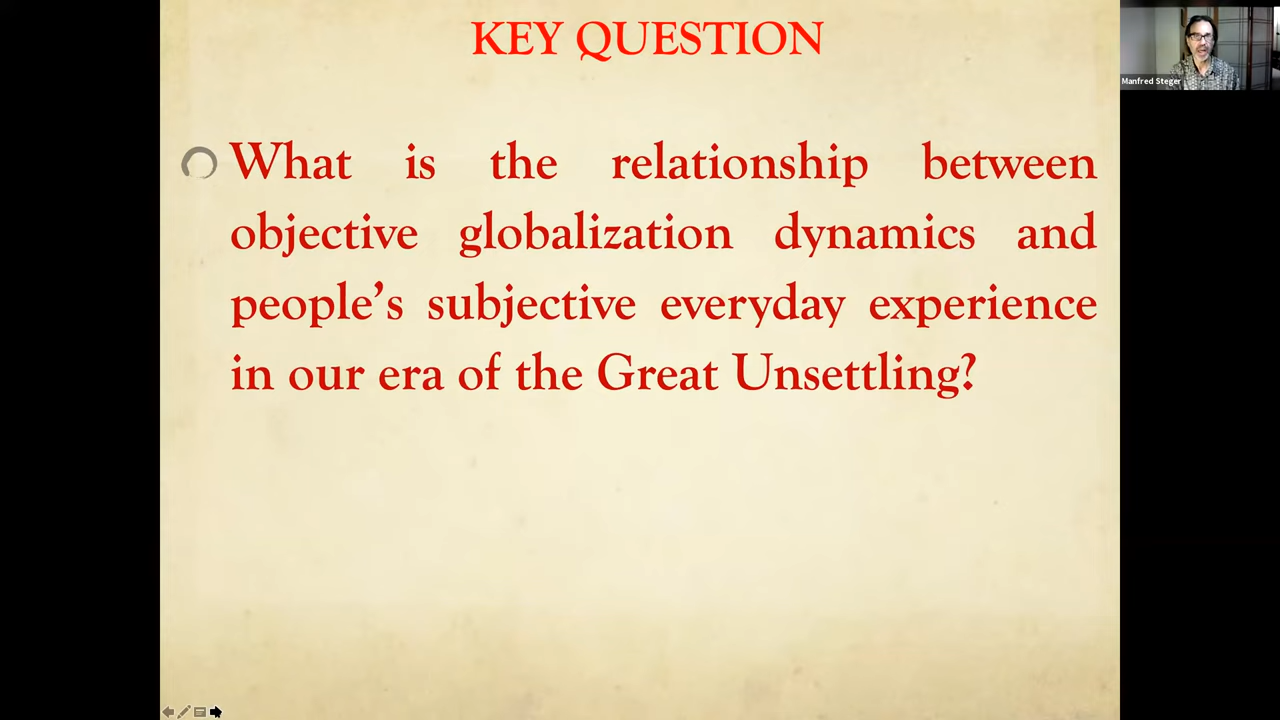 KEY QUESTION
What is the relationship between
objective globalization dynamics and
people’s subjective everyday experience
in our era of the Great Unsettling?
Manfred Steger